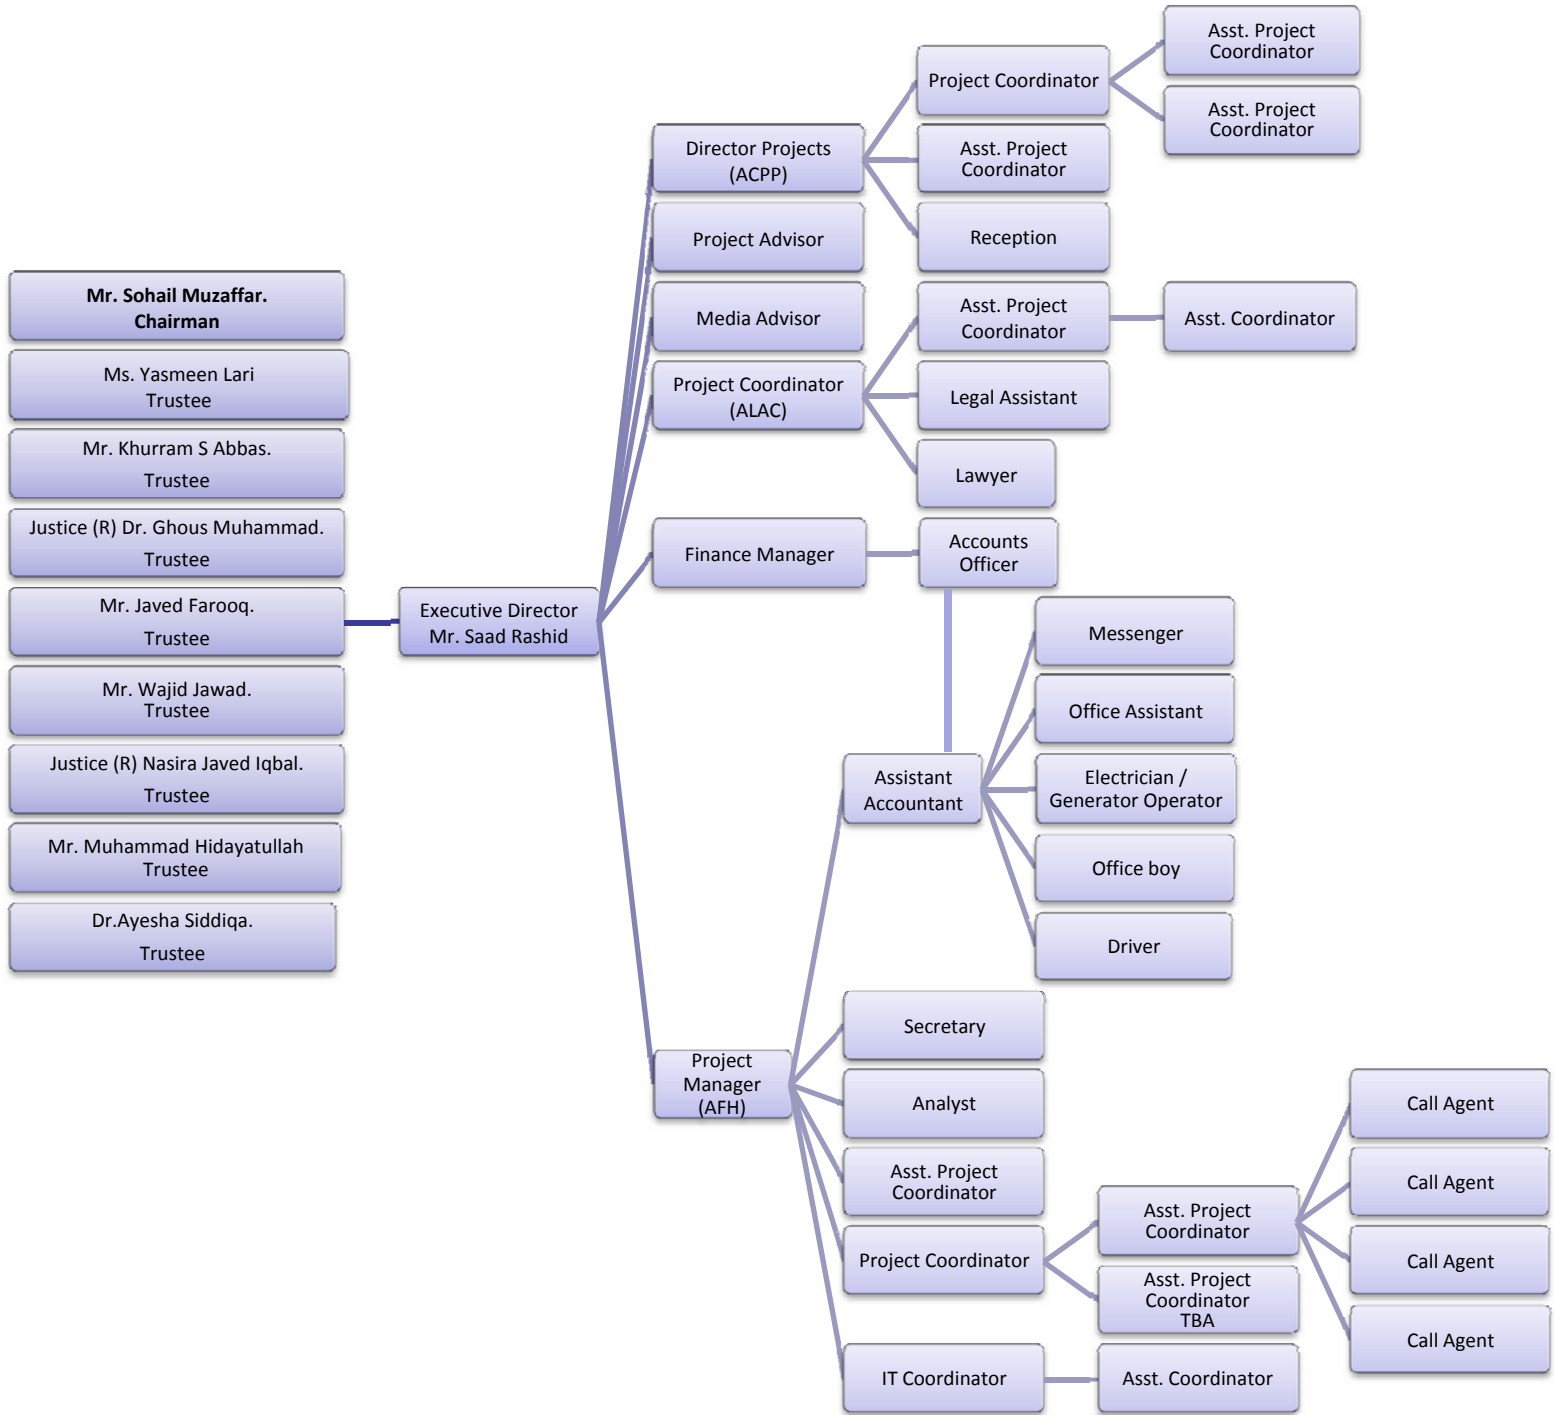 Mr. Sohail Muzaffar.
Chairman
Ms. Yasmeen Lari
Trustee
Mr. Khurram S Abbas.
Trustee
Justice (R) Dr. Ghous Muhammad.
Trustee
Mr. Javed Farooq.
Trustee
Mr. Wajid Jawad.
Trustee
Justice (R) Nasira Javed Iqbal.
Trustee
Mr. Muhammad Hidayatullah
Trustee
Dr.Ayesha Siddiqa.
Trustee
Executive Director
Mr. Saad Rashid
Director Projects
(ACPP)
Project Coordinator
Asst. Project
Coordinator
Asst. Project
Coordinator
Asst. Project
Coordinator
Reception
Project Advisor
Media Advisor
Project Coordinator
(ALAC)
Asst. Project
Coordinator
Asst. Coordinator
Legal Assistant
Lawyer
Finance Manager
Accounts
Officer
Project
Manager
(AFH)
Assistant
Accountant
Messenger
Office Assistant
Electrician /
Generator Operator
Office boy
Driver
Secretary
Analyst
Asst. Project
Coordinator
Project Coordinator
Asst. Project
Coordinator
Call Agent
Call Agent
Call Agent
Call Agent
Asst. Project
Coordinator
TBA
IT Coordinator
Asst. Coordinator